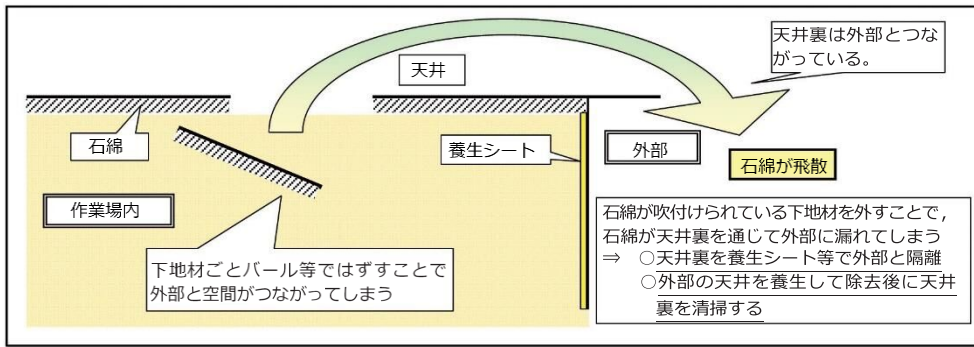 天井裏は外部とつな
がっている。
天井
石綿
養生シート
外部
石綿が飛散
作業場内
下地材ごとバール等ではずすことで
外部と空間がつながってしまう
石綿が吹付けられている下地材を外すことで，
石綿が天井裏を通じて外部に漏れてしまう
⇒　○天井裏を養生シート等で外部と隔離
○外部の天井を養生して除去後に天井
裏を清掃する